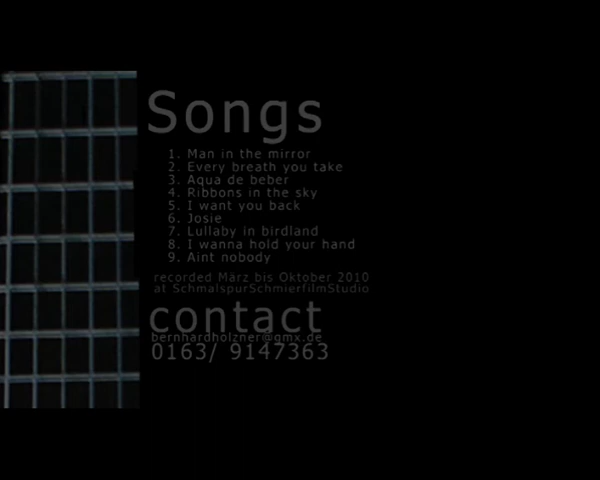 Songs
1. Man in the mirror
2. Every breath you take
3. Aqua de beber
4. Ribbons in the sky
5. I want you back
6. Josie
7. Lullaby in birdland
8. I wanna hold your hand
9. Aint nobody
recorded März bis Oktober 2010
at SchmalspurSchmierfilmStudio
contact
bernhardholzner@gmx.de
0163/ 9147363